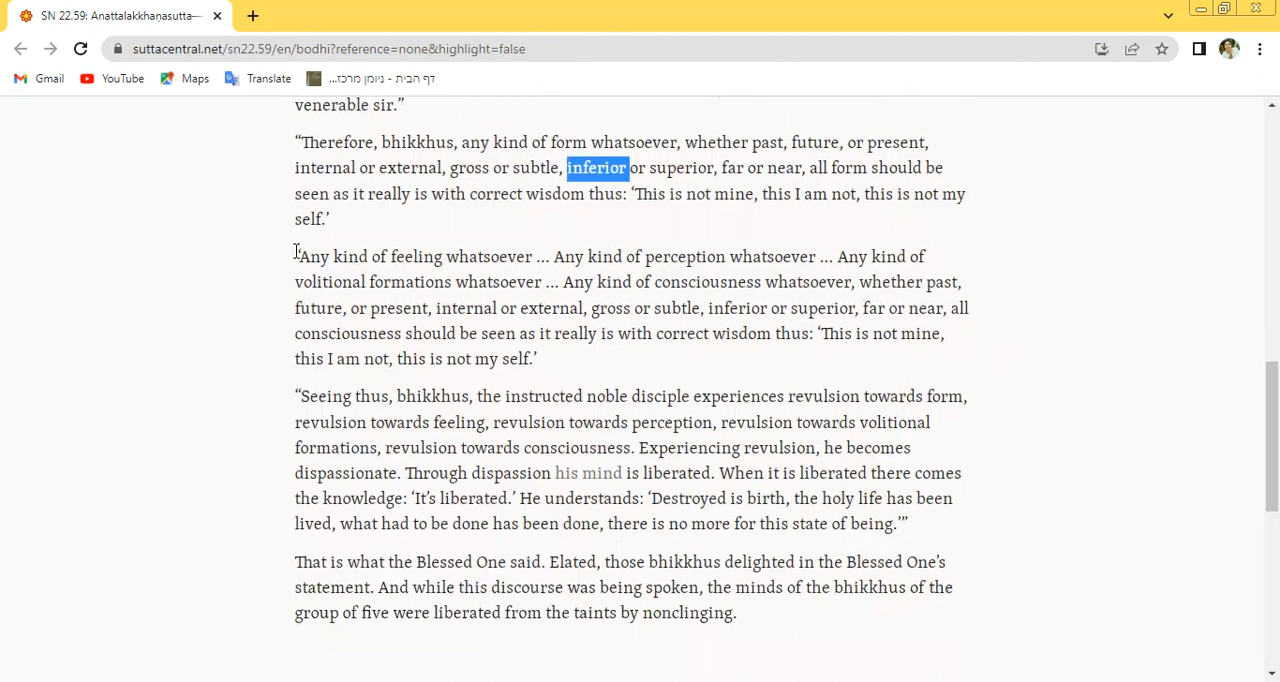 SN 22.59: Anattalakkhaṇasutta—
suttacentral.net/sn22.59/en/bodhi?reference=none&highlight=false
Gmail YouTube Maps Translate דף הבית - ניומן מרכז...
venerable sir.”
“Therefore, bhikkhus, any kind of form whatsoever, whether past, future, or present,
internal or external, gross or subtle, inferior or superior, far or near, all form should be
seen as it really is with correct wisdom thus: ‘This is not mine, this I am not, this is not my
self.’
“Any kind of feeling whatsoever … Any kind of perception whatsoever … Any kind of
volitional formations whatsoever … Any kind of consciousness whatsoever, whether past,
future, or present, internal or external, gross or subtle, inferior or superior, far or near, all
consciousness should be seen as it really is with correct wisdom thus: ‘This is not mine,
this I am not, this is not my self.’
“Seeing thus, bhikkhus, the instructed noble disciple experiences revulsion towards form,
revulsion towards feeling, revulsion towards perception, revulsion towards volitional
formations, revulsion towards consciousness. Experiencing revulsion, he becomes
dispassionate. Through dispassion his mind is liberated. When it is liberated there comes
the knowledge: ‘It’s liberated.’ He understands: ‘Destroyed is birth, the holy life has been
lived, what had to be done has been done, there is no more for this state of being.’”
That is what the Blessed One said. Elated, those bhikkhus delighted in the Blessed One’s
statement. And while this discourse was being spoken, the minds of the bhikkhus of the
group of five were liberated from the taints by nonclinging.